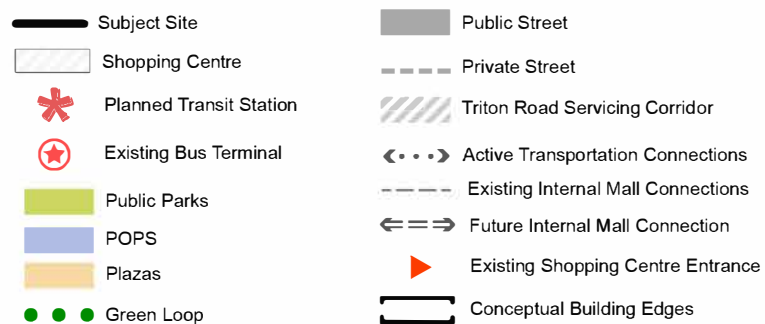 Subject Site
Shopping Centre
Planned Transit Station
Existing Bus Terminal
Public Parks
POPS
Plazas
Green Loop
Public Street
Private Street
Triton Road Servicing Corridor
Active Transportation Connections
Existing Internal Mall Connections
Future Internal Mall Connection
Existing Shopping Centre Entrance
Conceptual Building Edges